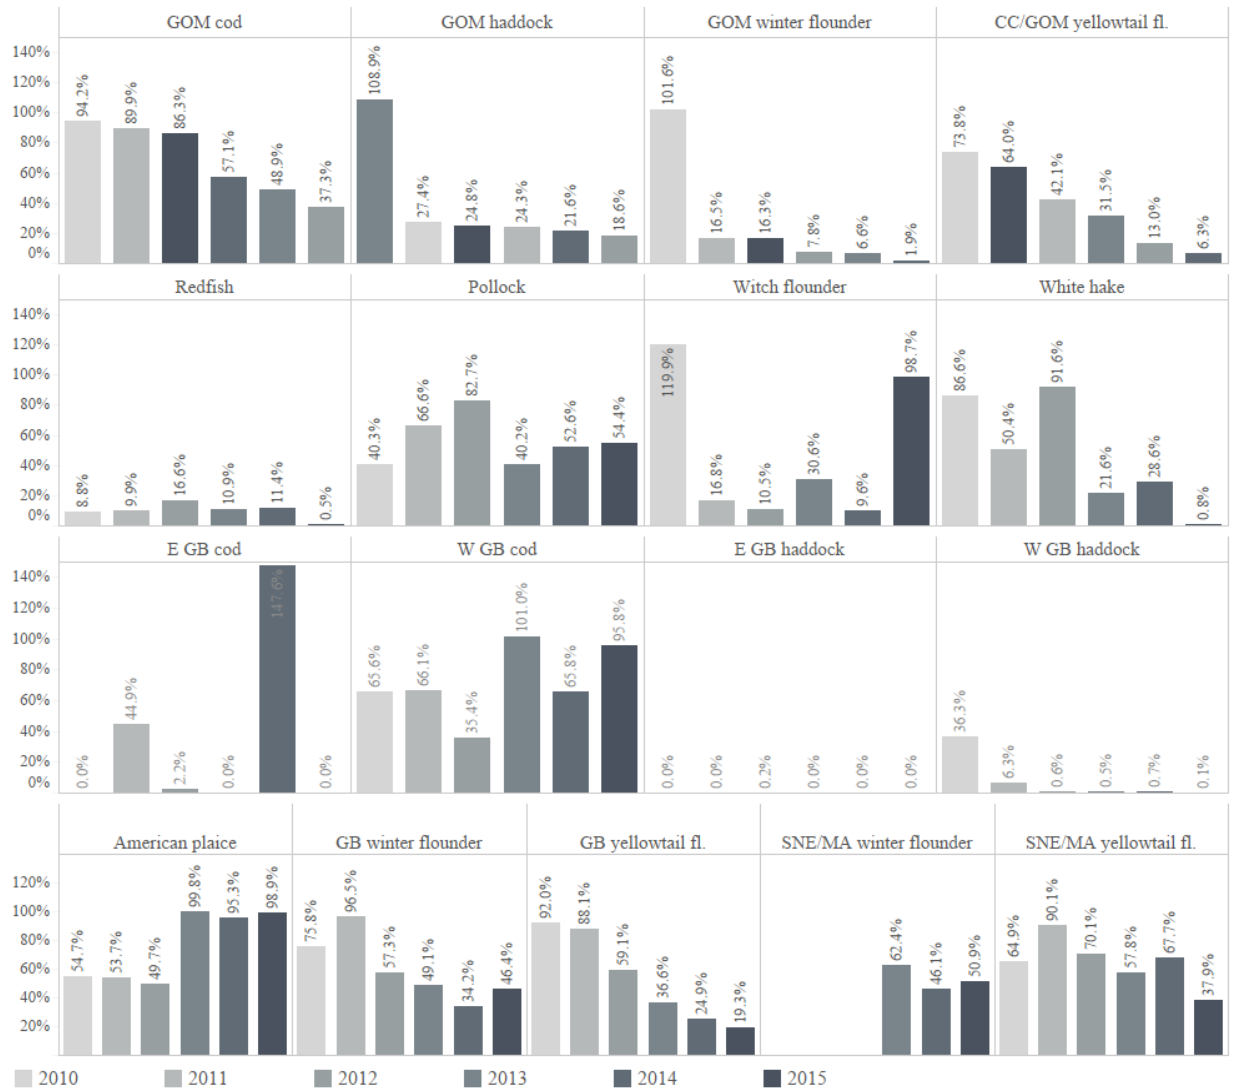 GOM cod GOM haddock GOM winter flounder CC/GOM yellowtail fl.
140%
120%
100%
80%
60%
40%
20%
0%
94.2% 89.9% 86.3% 57.1% 48.9% 37.3%
108.9% 27.4% 24.8% 24.3% 21.6% 18.6%
101.6% 16.5% 16.3% 7.8% 6.6% 1.9%
73.8% 64.0% 42.1% 31.5% 13.0% 6.3%
Redfish Pollock Witch flounder White hake
140%
120%
100%
80%
60%
40%
20%
0%
8.8% 9.9% 16.6% 10.9% 11.4% 0.5%
40.3% 66.6% 82.7% 40.2% 52.6% 54.4%
119.9% 16.8% 10.5% 30.6% 9.6% 98.7%
86.6% 50.4% 91.6% 21.6% 28.6% 0.8%
E GB cod W GB cod E GB haddock W GB haddock
140%
120%
100%
80%
60%
40%
20%
0%
0.0% 44.9% 2.2% 0.0% 147.6% 0.0%
65.6% 66.1% 35.4% 101.0% 65.8% 95.8%
0.0% 0.0% 0.2% 0.0% 0.0% 0.0%
36.3% 6.3% 0.6% 0.5% 0.7% 0.1%
American plaice GB winter flounder GB yellowtail fl. SNE/MA winter flounder SNE/MA yellowtail fl.
120%
100%
80%
60%
40%
20%
54.7% 53.7% 49.7% 99.8% 95.3% 98.9%
75.8% 96.5% 57.3% 49.1% 34.2% 46.4%
92.0% 88.1% 59.1% 36.6% 24.9% 19.3%
62.4% 46.1% 50.9%
64.9% 90.1% 70.1% 57.8% 67.7% 37.9%
2010 2011 2012 2013 2014 2015